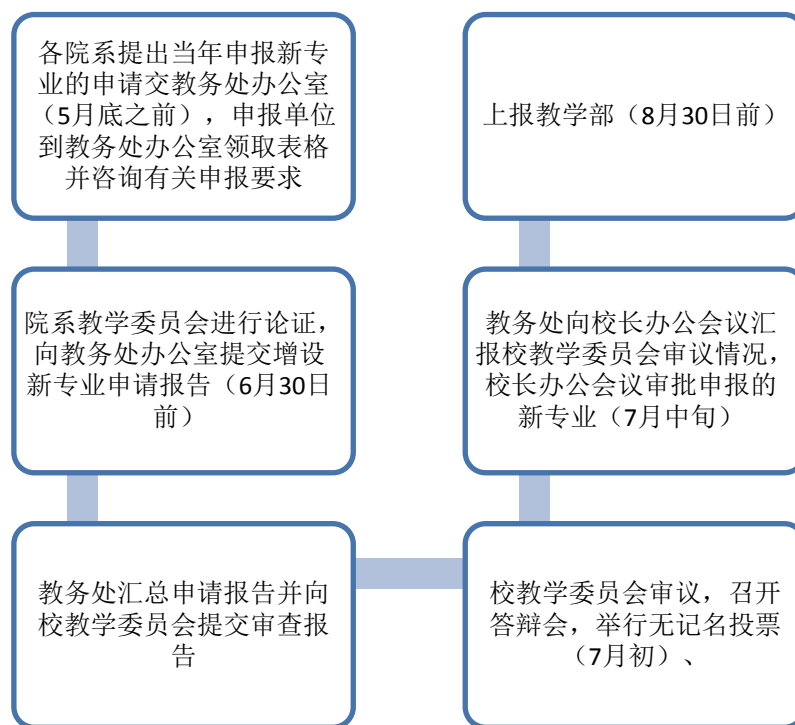 各院系提出当年申报新专
业的申请交教务处办公室
（5月底之前），申报单位
到教务处办公室领取表格
并咨询有关申报要求
院系教学委员会进行论证，
向教务处办公室提交增设
新专业申请报告（6月30日
前）
教务处汇总申请报告并向
校教学委员会提交审查报
告
校教学委员会审议，召开
答辩会，举行无记名投票
（7月初）、
教务处向校长办公会议汇
报校教学委员会审议情况，
校长办公会议审批申报的
新专业（7月中旬）
上报教学部（8月30日前）